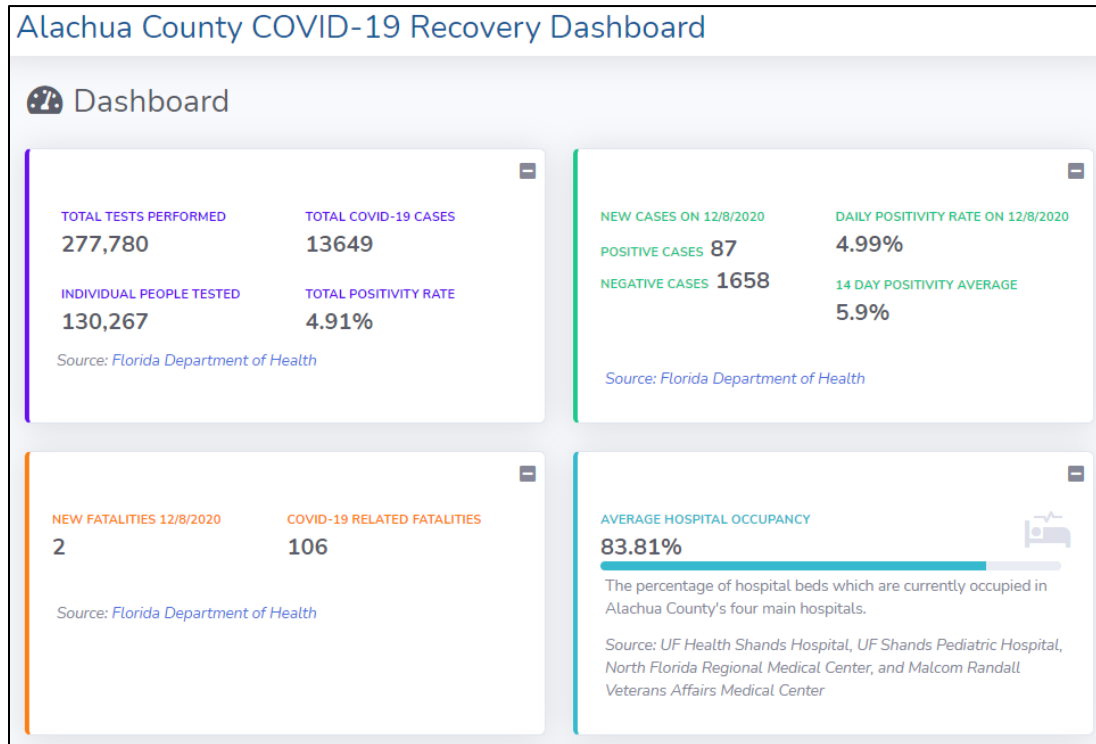 Alachua County COVID-19 Recovery Dashboard
Dashboard
TOTAL TESTS PERFORMED
277,780
TOTAL COVID-19 CASES
13649
INDIVIDUAL PEOPLE TESTED
130,267
TOTAL POSITIVITY RATE
4.91%
Source: Florida Department of Health
NEW CASES ON 12/8/2020
POSITIVE CASES 87
NEGATIVE CASES 1658
DAILY POSITIVITY RATE ON 12/8/2020
4.99%
14 DAY POSITIVITY AVERAGE
5.9%
Source: Florida Department of Health
NEW FATALITIES 12/8/2020
2
COVID-19 RELATED FATALITIES
106
Source: Florida Department of Health
AVERAGE HOSPITAL OCCUPANCY
83.81%
The percentage of hospital beds which are currently occupied in
Alachua County's four main hospitals.
Source: UF Health Shands Hospital, UF Shands Pediatric Hospital,
North Florida Regional Medical Center, and Malcom Randall
Veterans Affairs Medical Center